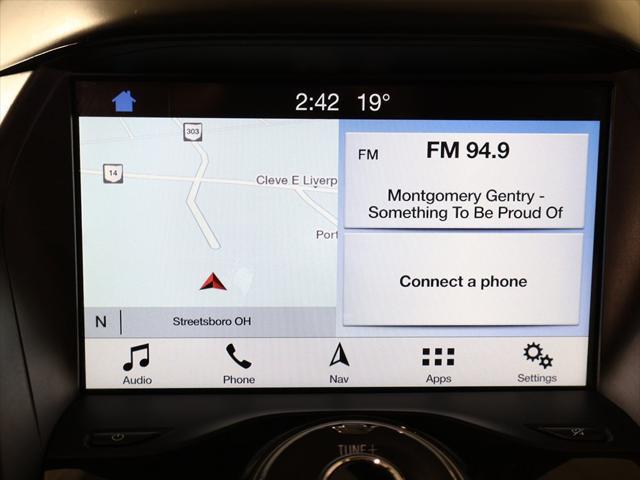 2:42 19°
303
14
Cleve E Liverp
Port
N
Streetsboro OH
FM
FM 94.9
Montgomery Gentry -
Something To Be Proud Of
Connect a phone
Audio
Phone
Nav
Apps
Settings
TUNE+